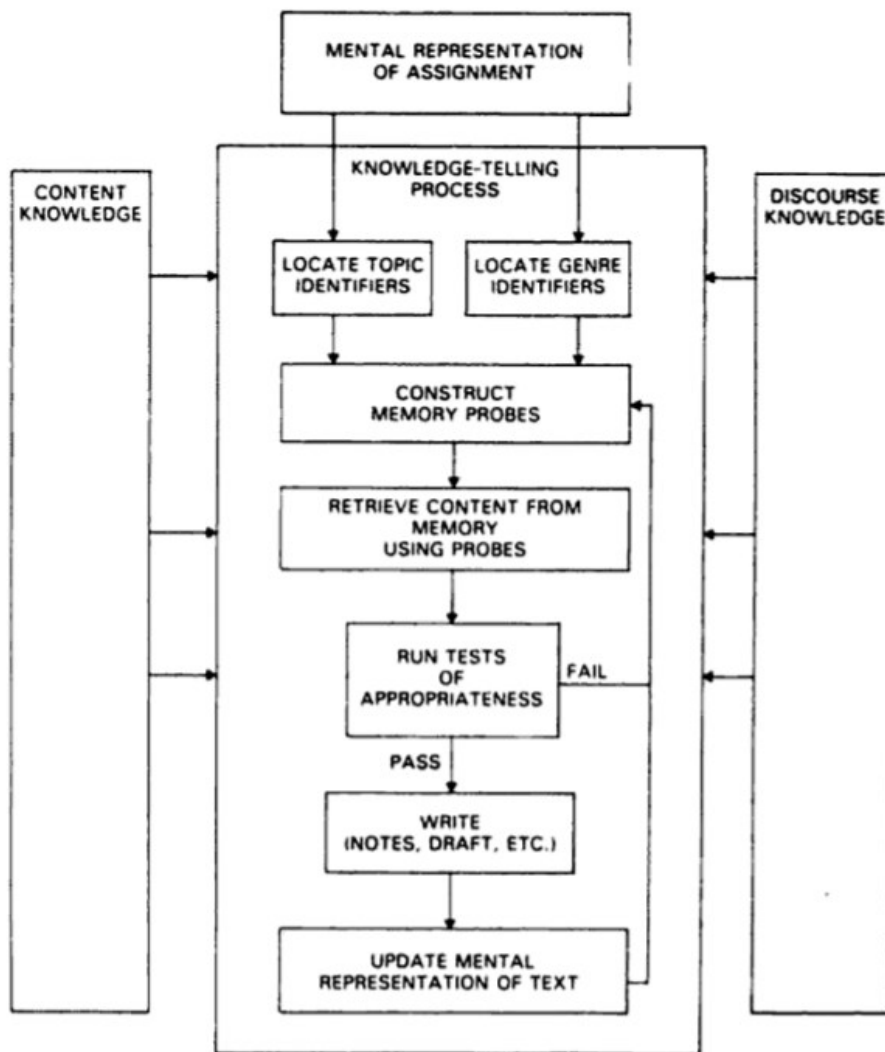 MENTAL REPRESENTATION
OF ASSIGNMENT
KNOWLEDGE-TELLING
PROCESS
CONTENT
KNOWLEDGE
DISCOURSE
KNOWLEDGE
LOCATE TOPIC
IDENTIFIERS
LOCATE GENRE
IDENTIFIERS
CONSTRUCT
MEMORY PROBES
RETRIEVE CONTENT FROM
MEMORY
USING PROBES
RUN TESTS
OF
APPROPRIATENESS
FAIL
PASS
WRITE
(NOTES, DRAFT, ETC.)
UPDATE MENTAL
REPRESENTATION OF TEXT